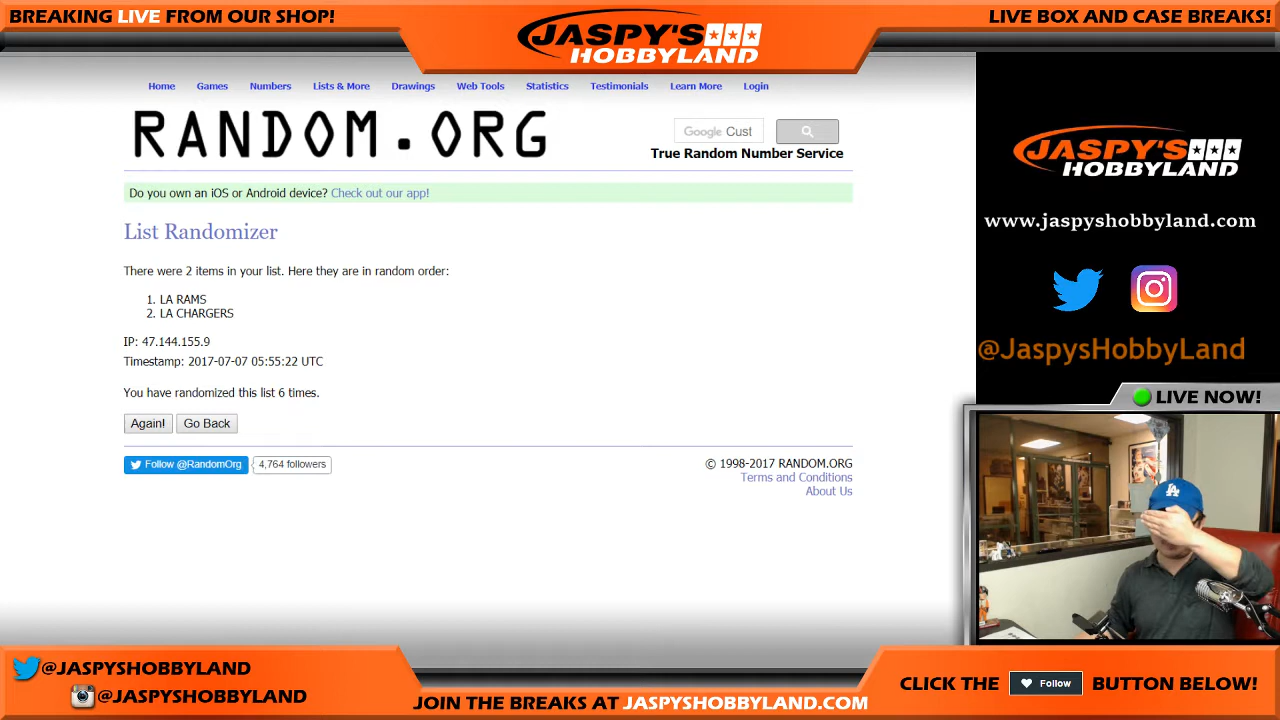 BREAKING LIVE FROM OUR SHOP!
JASPY'S
HOBBYLAND
LIVE BOX AND CASE BREAKS!
Home Games Numbers Lists & More Drawings Web Tools Statistics Testimonials Learn More Login
RANDOM.ORG
Google Cust
True Random Number Service
Do you own an iOS or Android device? Check out our app!
List Randomizer
There were 2 items in your list. Here they are in random order:
1. LA RAMS
2. LA CHARGERS
IP: 47.144.155.9
Timestamp: 2017-07-07 05:55:22 UTC
You have randomized this list 6 times.
Again! Go Back
Follow @RandomOrg 4,764 followers
© 1998-2017 RANDOM.ORG
Terms and Conditions
About Us
JASPY'S
HOBBYLAND
www.jaspyshobbyland.com
@JaspysHobbyLand
LIVE NOW!
LA
@JASPYSHOBBYLAND
@JASPYSHOBBYLAND
JOIN THE BREAKS AT JASPYSHOBBYLAND.COM
CLICK THE Follow BUTTON BELOW!